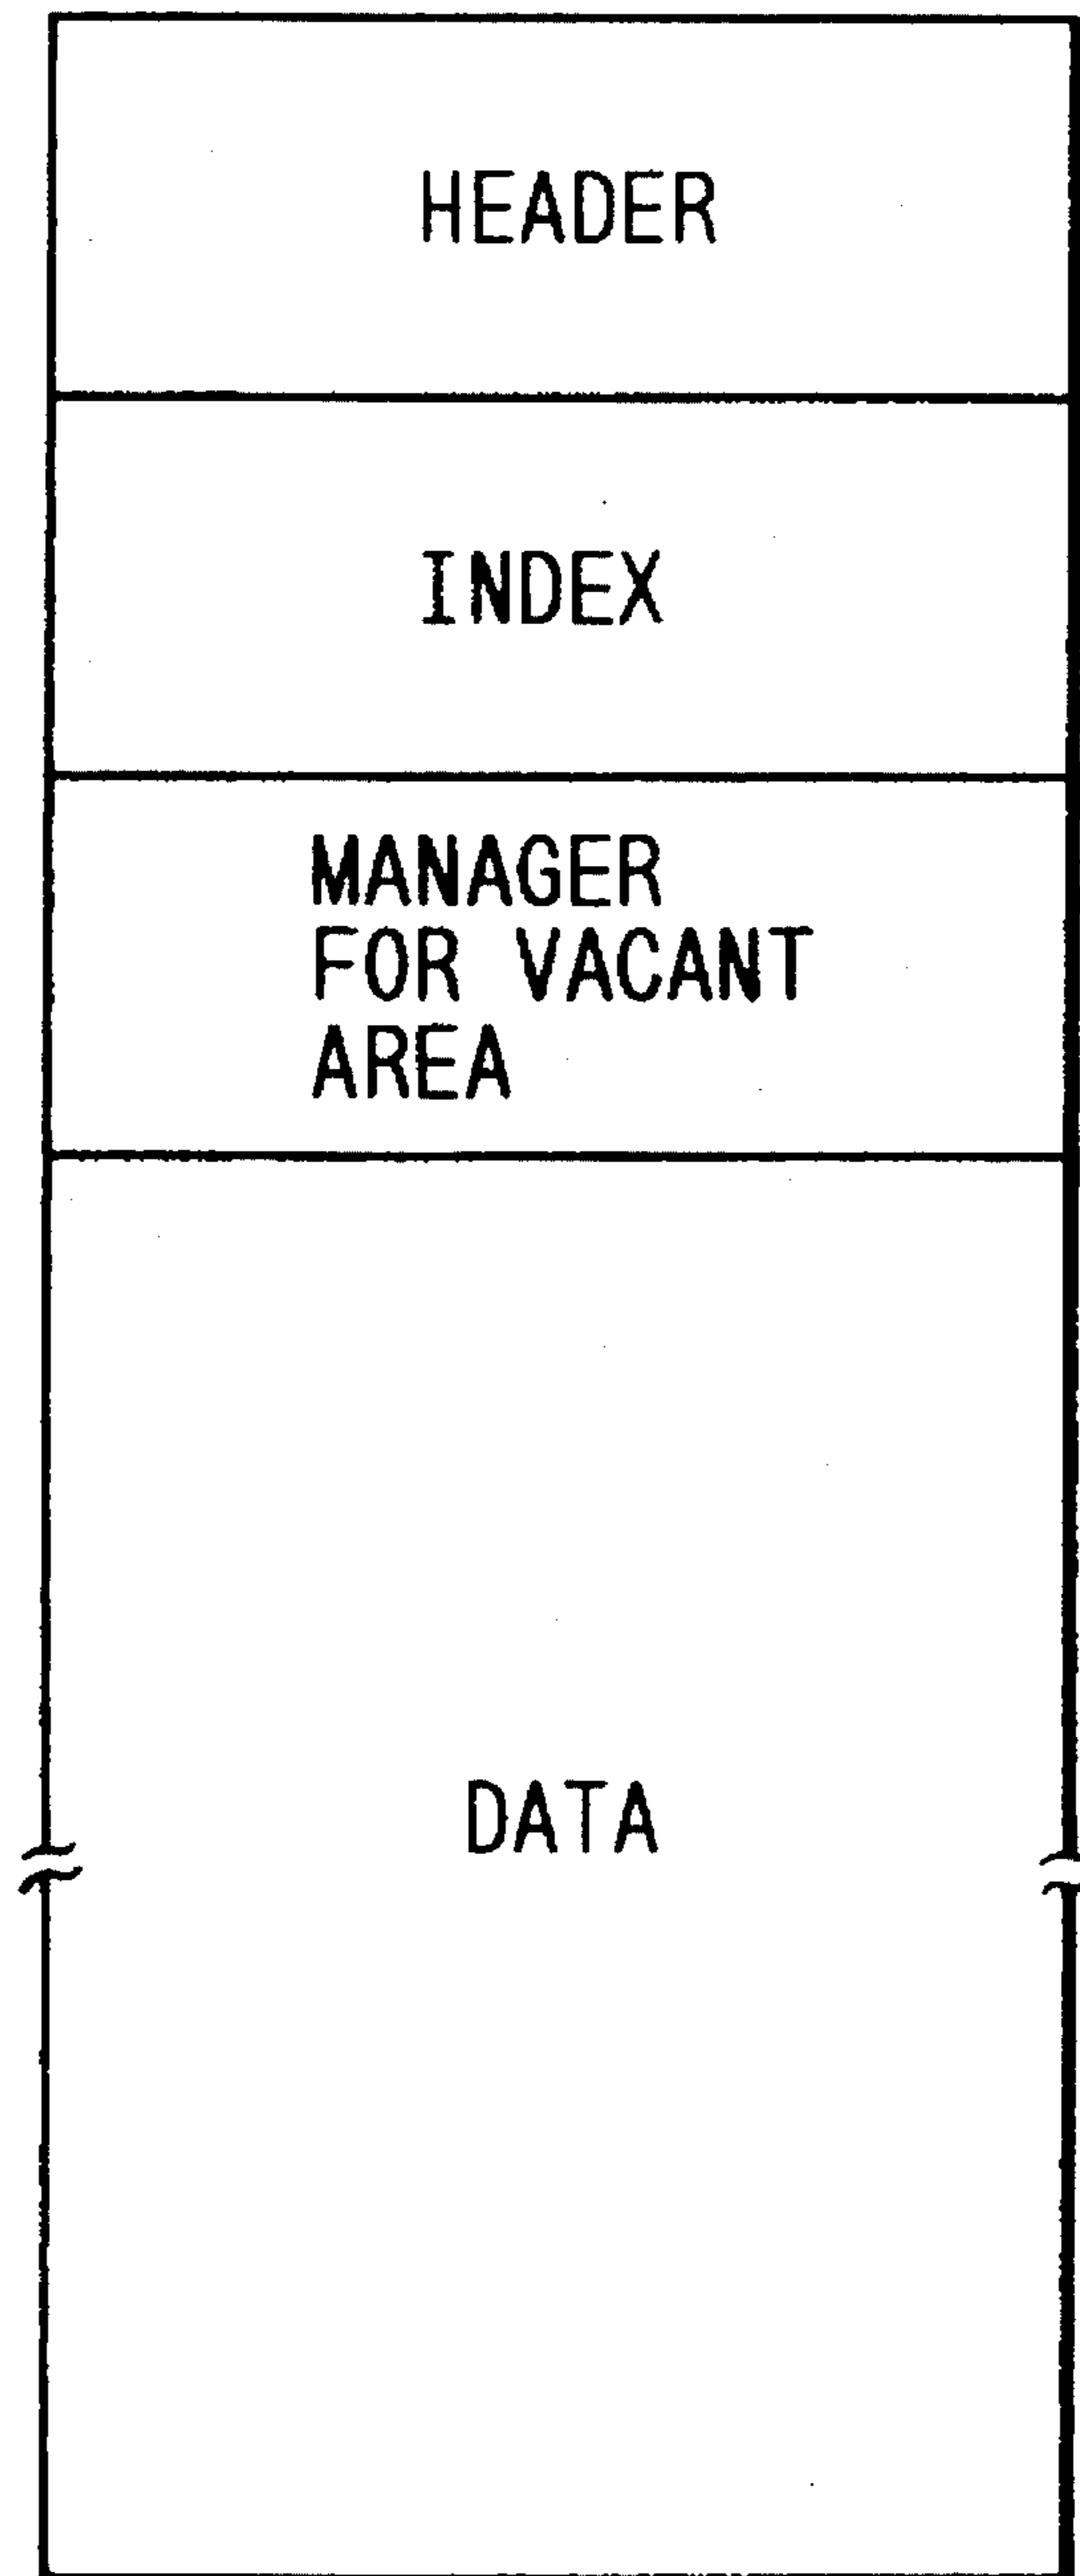 HEADER
INDEX
MANAGER
FOR VACANT
AREA
DATA